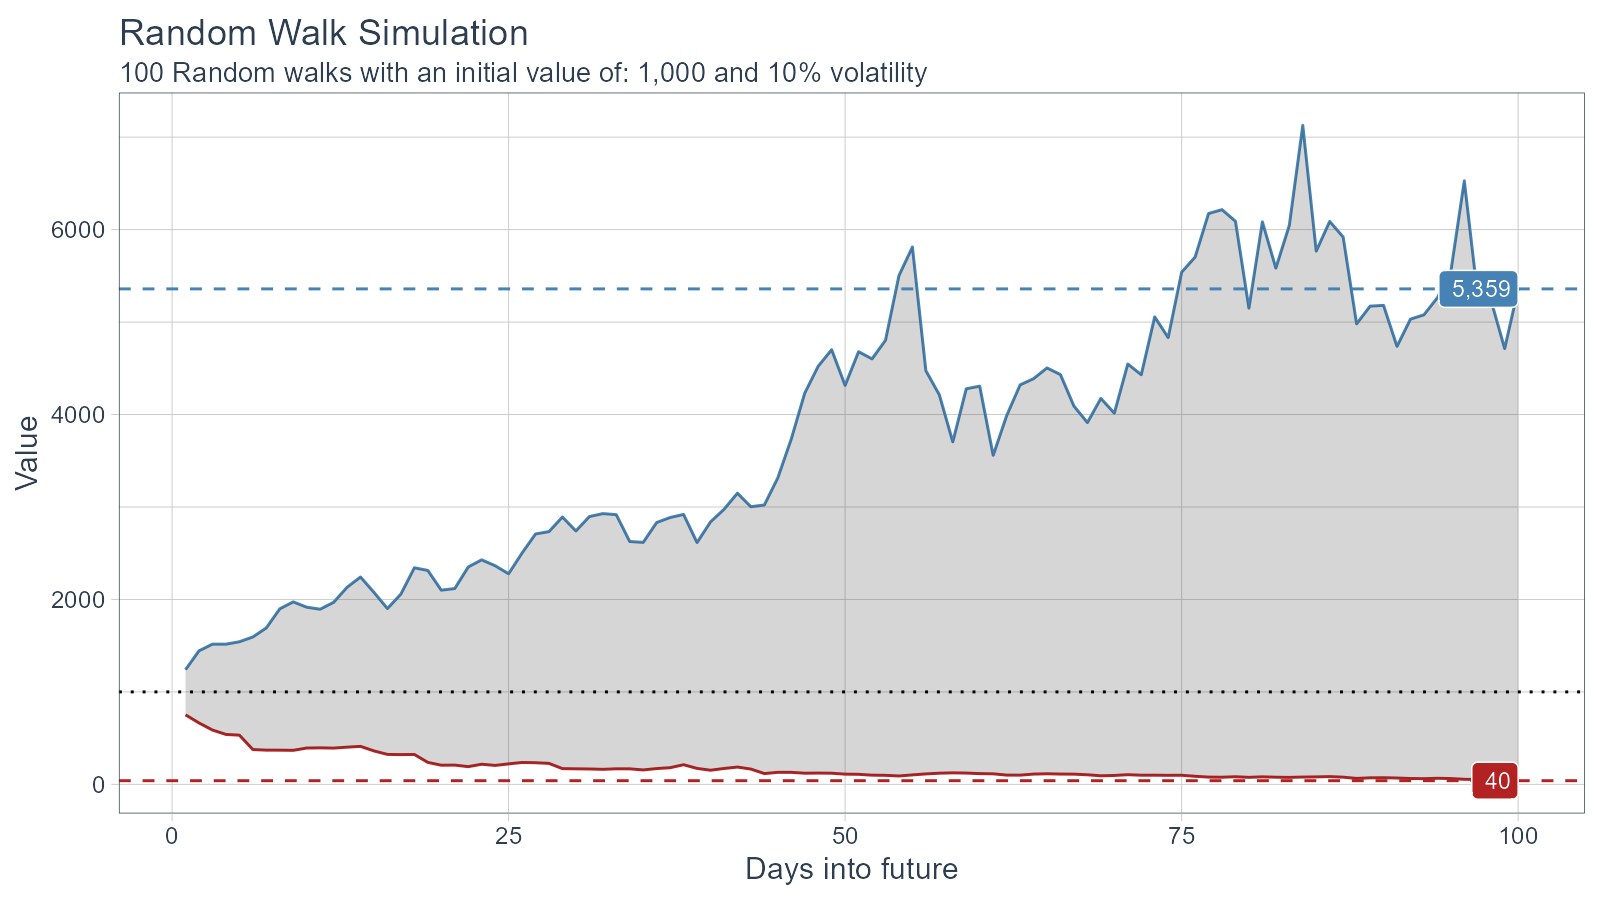 Random Walk Simulation
100 Random walks with an initial value of: 1,000 and 10% volatility
Value
6000
4000
2000
0
5,359
40
0 25 50 75 100
Days into future